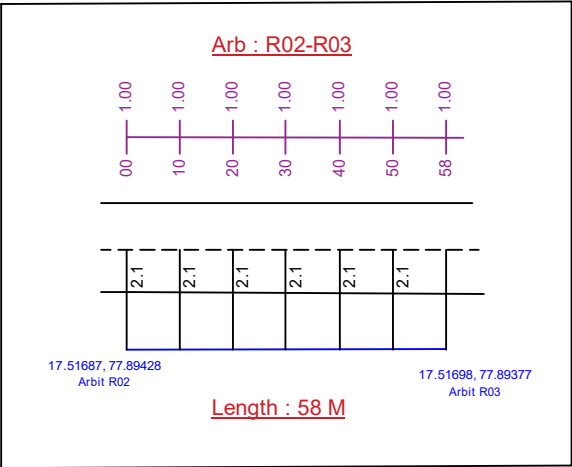 Arb : R02-R03
1.00 1.00 1.00 1.00 1.00 1.00 1.00
00 10 20 30 40 50 58
2.1 2.1 2.1 2.1 2.1 2.1
17.51687, 77.89428
Arbit R02
17.51698, 77.89377
Arbit R03
Length : 58 M